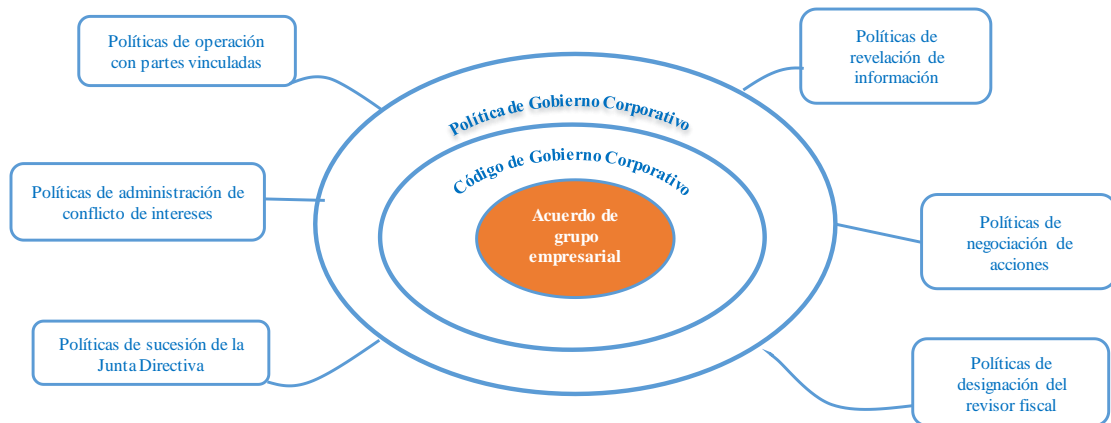 Políticas de operación
con partes vinculadas
Políticas de
revelación de
información
Política de Gobierno Corporativo
Código de Gobierno Corporativo
Políticas de administración de
conflicto de intereses
Acuerdo de
grupo
empresarial
Políticas de
negociación de
acciones
Políticas de sucesión de la
Junta Directiva
Políticas de
designación del
revisor fiscal